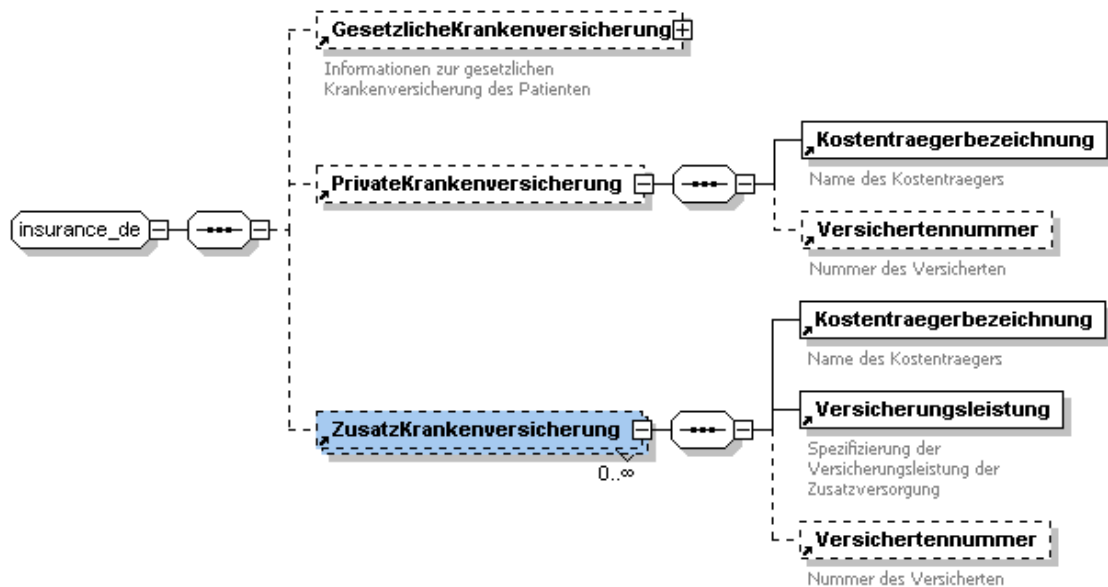 GesetzlicheKrankenversicherung
Informationen zur gesetzlichen
Krankenversicherung des Patienten
Kostentraegerbezeichnung
Name des Kostentraegers
PrivateKrankenversicherung
Versichertennummer
Nummer des Versicherten
insurance_de
Kostentraegerbezeichnung
Name des Kostentraegers
Versicherungsleistung
Spezifizierung der
Versicherungsleistung der
Zusatzversorgung
ZusatzKrankenversicherung
0..∞
Versichertennummer
Nummer des Versicherten